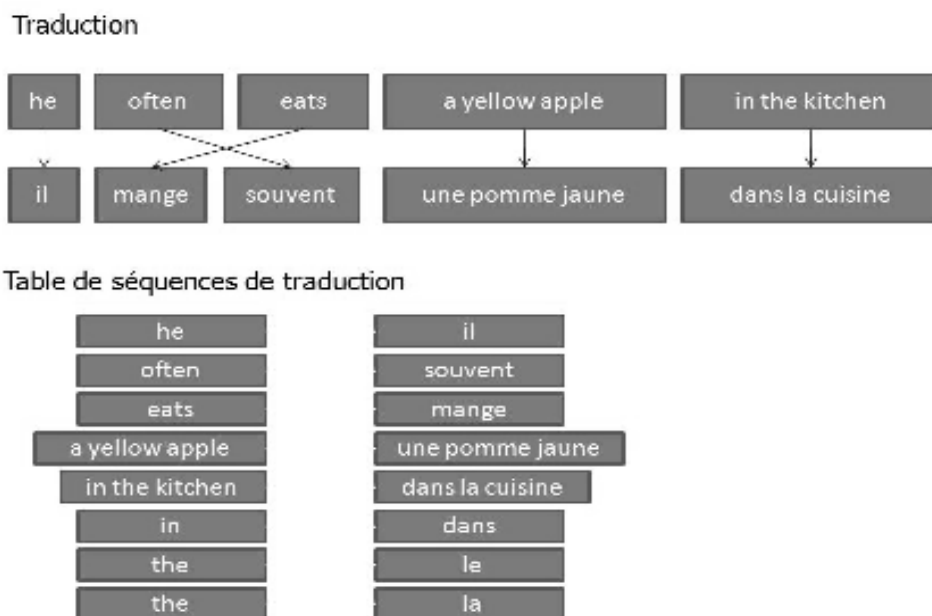 Traduction
he often eats a yellow apple in the kitchen
il mange souvent une pomme jaune dans la cuisine
Table de séquences de traduction
he il
often souvent
eats mange
a yellow apple une pomme jaune
in the kitchen dans la cuisine
in dans
the le
the la